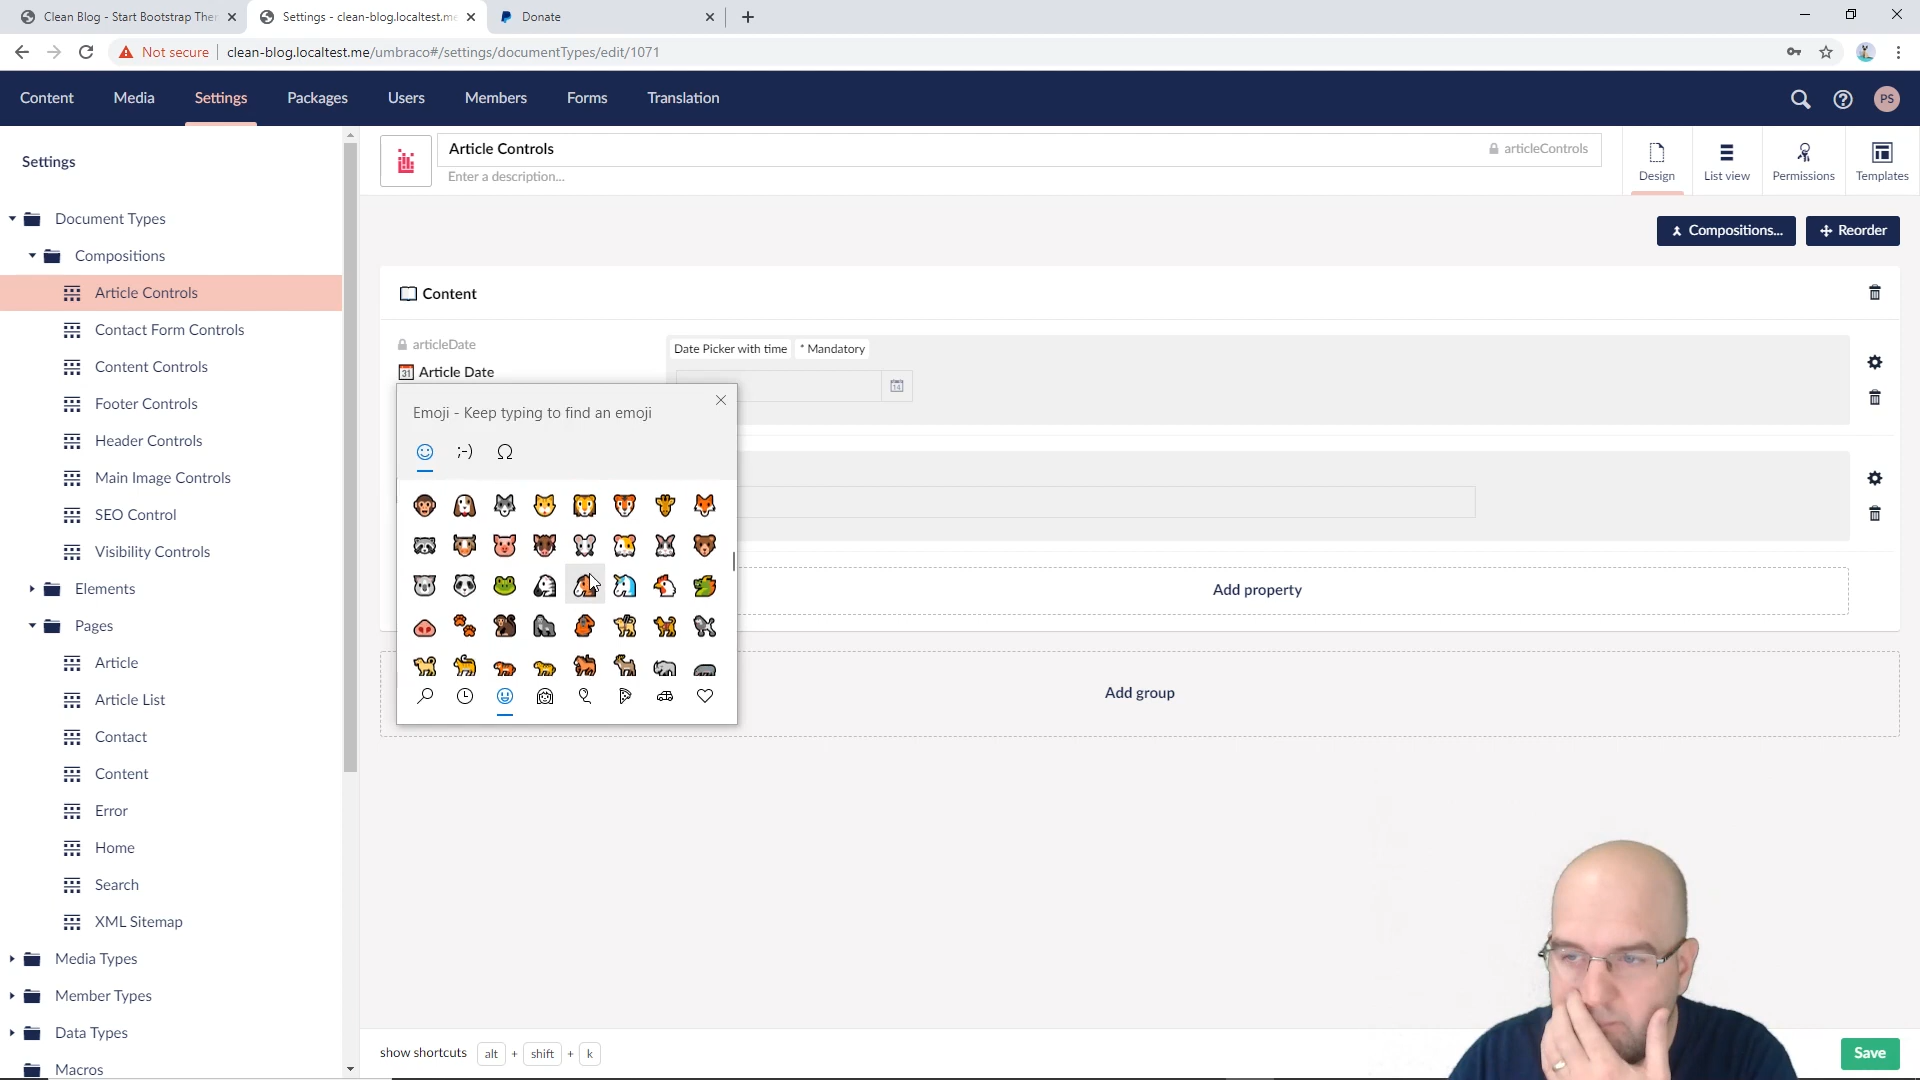 Clean Blog - Start Bootstrap Ther
Settings - clean-blog.localtest.me
Donate
Not secure
clean-blog.localtest.me/umbraco#/settings/documentTypes/edit/1071
Content
Media
Settings
Packages
Users
Members
Forms
Translation
PS
Settings
Document Types
Compositions
Article Controls
Contact Form Controls
Content Controls
Footer Controls
Header Controls
Main Image Controls
SEO Control
Visibility Controls
Elements
Pages
Article
Article List
Contact
Content
Error
Home
Search
XML Sitemap
Media Types
Member Types
Data Types
Macros
Article Controls
articleControls
Enter a description...
Design
List view
Permissions
Templates
Compositions...
Reorder
Content
articleDate
Date Picker with time
* Mandatory
31 Article Date
14
Emoji - Keep typing to find an emoji
;-)
Ω
Add property
Add group
show shortcuts alt + shift + k
Save